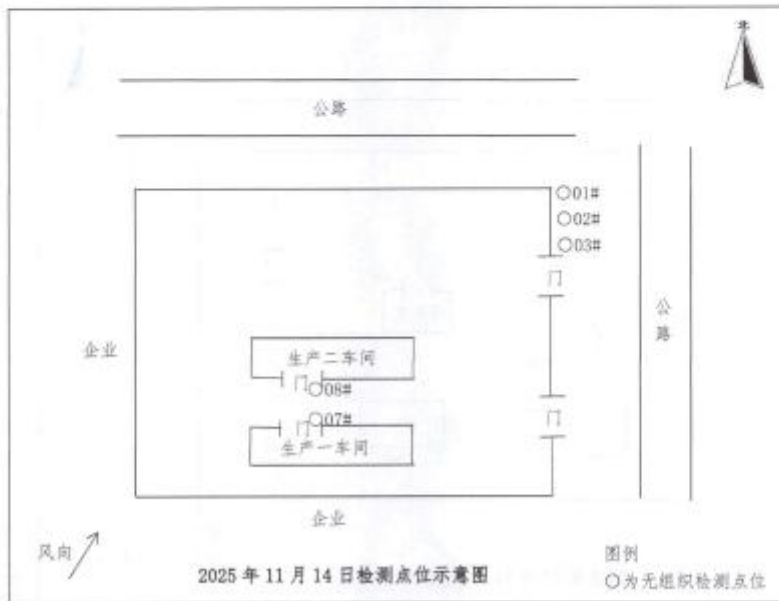 北
公路
○01#
○02#
○03#
门
公路
企业
生产二车间
门
○08#
○07#
门
生产一车间
门
企业
风向
2025 年 11 月 14 日检测点位示意图
图例
○为无组织检测点位